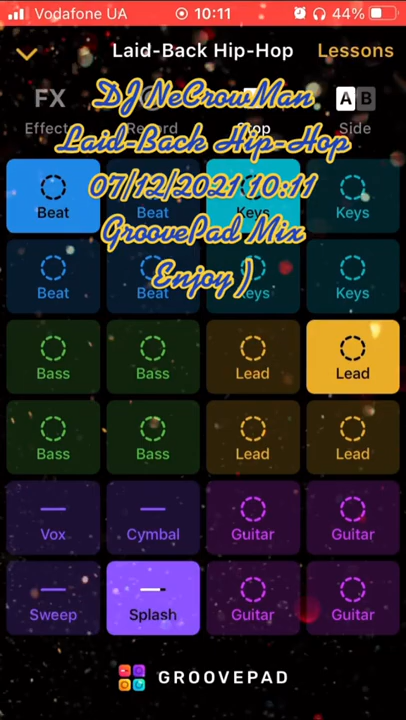 Vodafone UA 10:11 44%
Laid-Back Hip-Hop Lessons
FX A B
DJ NeCrowMan
Effects Record Stop Side
Laid-Back Hip-Hop
07/12/2021 10:11
Beat Beat Keys Keys
GroovePad Mix
Enjoy )
Beat Beat Keys Keys
Bass Bass Lead Lead
Bass Bass Lead Lead
Vox Cymbal Guitar Guitar
Sweep Splash Guitar Guitar
GROOVEPAD